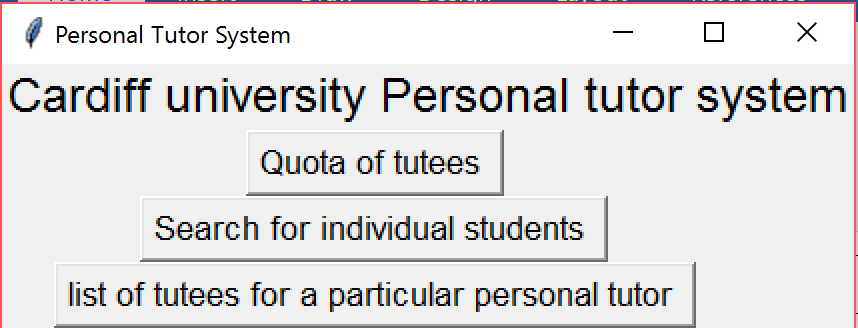 Personal Tutor System
Cardiff university Personal tutor system
Quota of tutees
Search for individual students
list of tutees for a particular personal tutor